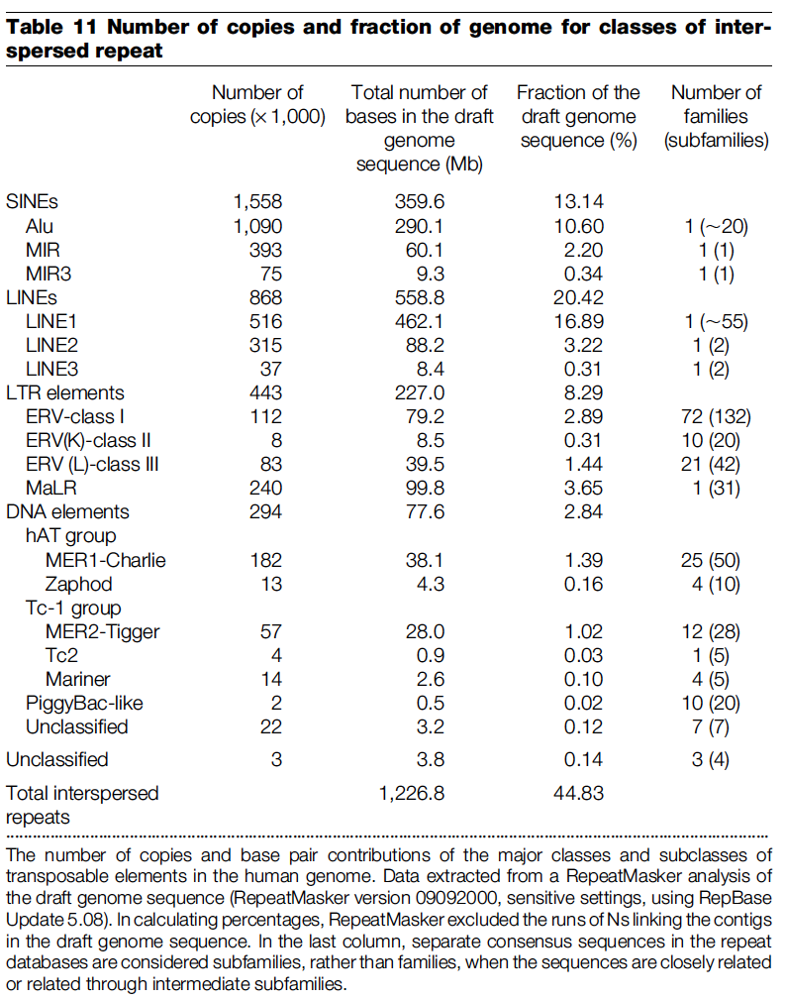 Table 11 Number of copies and fraction of genome for classes of inter-
spersed repeat
Number of copies (× 1,000) Total number of bases in the draft genome sequence (Mb) Fraction of the draft genome sequence (%) Number of families (subfamilies)
SINEs 1,558 359.6 13.14
Alu 1,090 290.1 10.60 1 (~20)
MIR 393 60.1 2.20 1 (1)
MIR3 75 9.3 0.34 1 (1)
LINEs 868 558.8 20.42
LINE1 516 462.1 16.89 1 (~55)
LINE2 315 88.2 3.22 1 (2)
LINE3 37 8.4 0.31 1 (2)
LTR elements 443 227.0 8.29
ERV-class I 112 79.2 2.89 72 (132)
ERV(K)-class II 8 8.5 0.31 10 (20)
ERV (L)-class III 83 39.5 1.44 21 (42)
MaLR 240 99.8 3.65 1 (31)
DNA elements 294 77.6 2.84
hAT group
MER1-Charlie 182 38.1 1.39 25 (50)
Zaphod 13 4.3 0.16 4 (10)
Tc-1 group
MER2-Tigger 57 28.0 1.02 12 (28)
Tc2 4 0.9 0.03 1 (5)
Mariner 14 2.6 0.10 4 (5)
PiggyBac-like 2 0.5 0.02 10 (20)
Unclassified 22 3.2 0.12 7 (7)
Unclassified 3 3.8 0.14 3 (4)
Total interspersed 1,226.8 44.83
repeats
The number of copies and base pair contributions of the major classes and subclasses of
transposable elements in the human genome. Data extracted from a RepeatMasker analysis of
the draft genome sequence (RepeatMasker version 09092000, sensitive settings, using RepBase
Update 5.08). In calculating percentages, RepeatMasker excluded the runs of Ns linking the contigs
in the draft genome sequence. In the last column, separate consensus sequences in the repeat
databases are considered subfamilies, rather than families, when the sequences are closely related
or related through intermediate subfamilies.